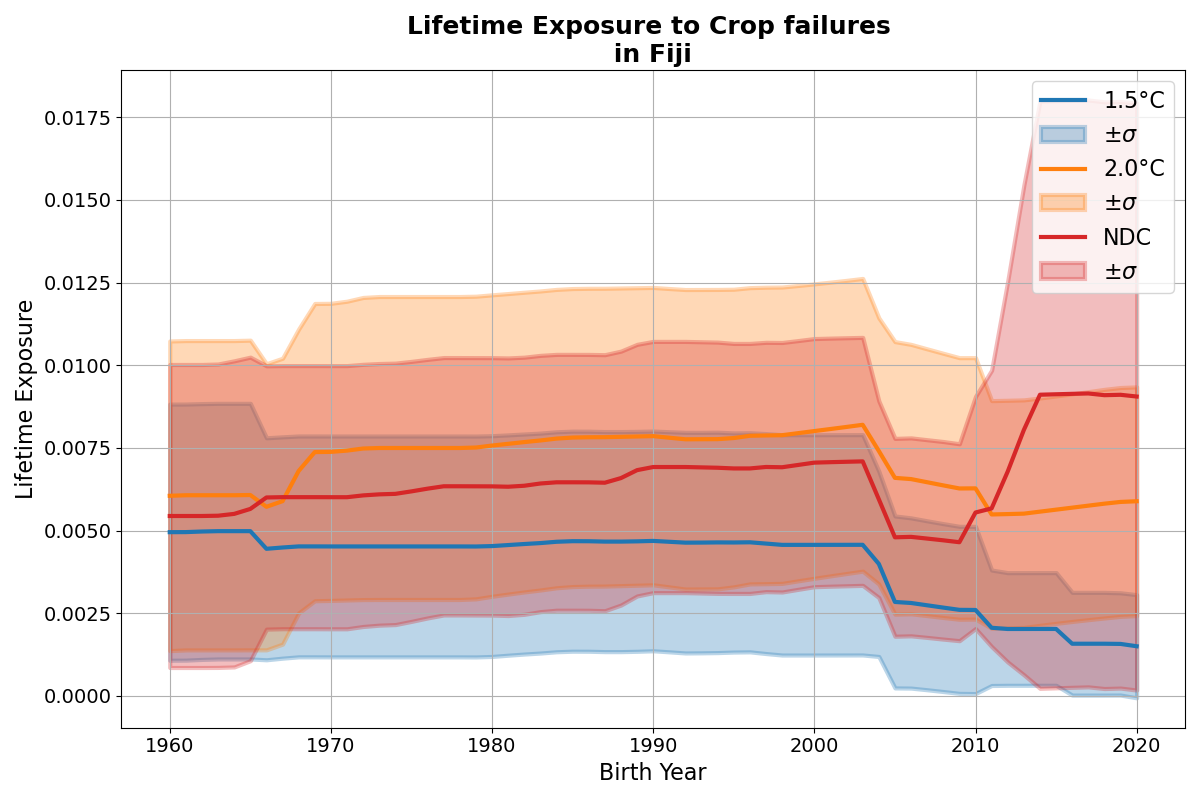 Lifetime Exposure to Crop failures
in Fiji
Lifetime Exposure
0.0175
0.0150
0.0125
0.0100
0.0075
0.0050
0.0025
0.0000
1.5°C
±σ
2.0°C
±σ
NDC
±σ
1960 1970 1980 1990 2000 2010 2020
Birth Year